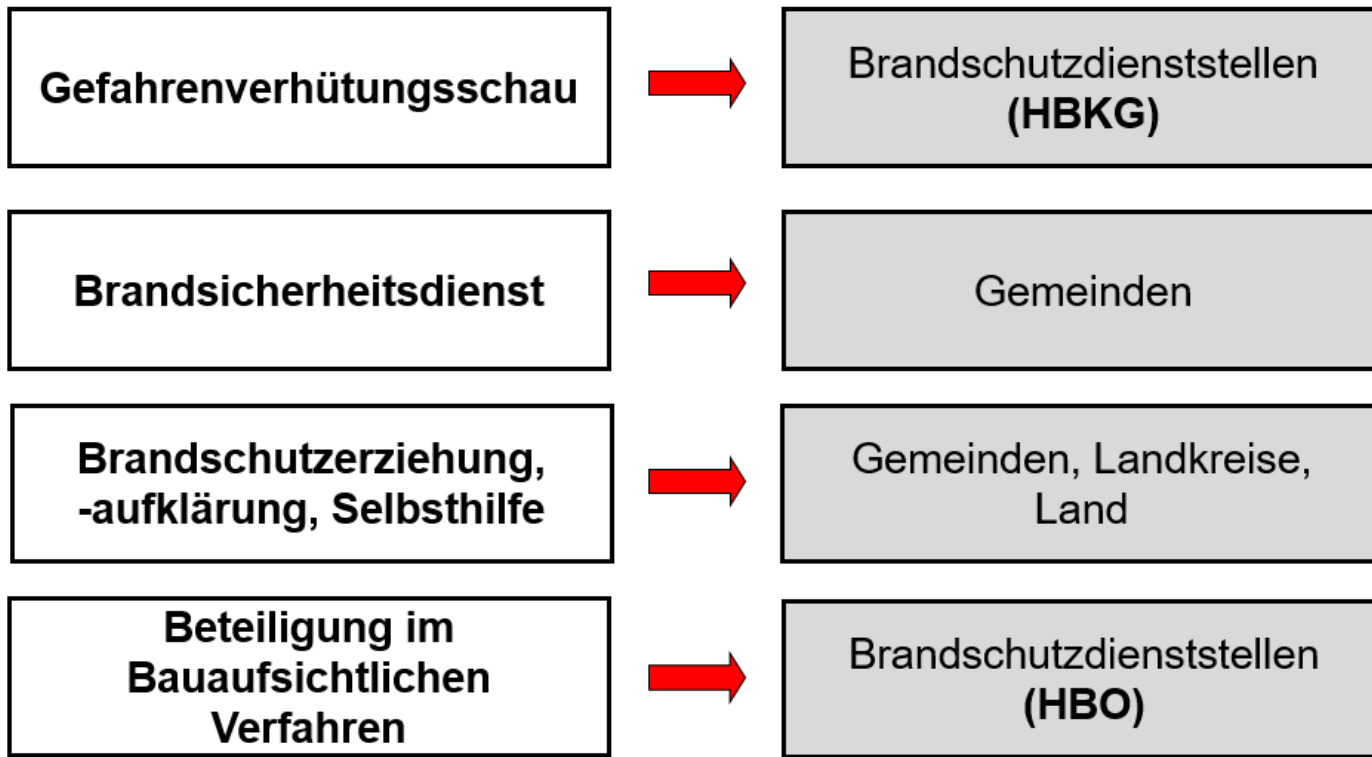 Gefahrenverhütungsschau
Brandschutzdienststellen
(HBKG)
Brandsicherheitsdienst
Gemeinden
Brandschutzerziehung,
-aufklärung, Selbsthilfe
Gemeinden, Landkreise,
Land
Beteiligung im
Bauaufsichtlichen
Verfahren
Brandschutzdienststellen
(HBO)